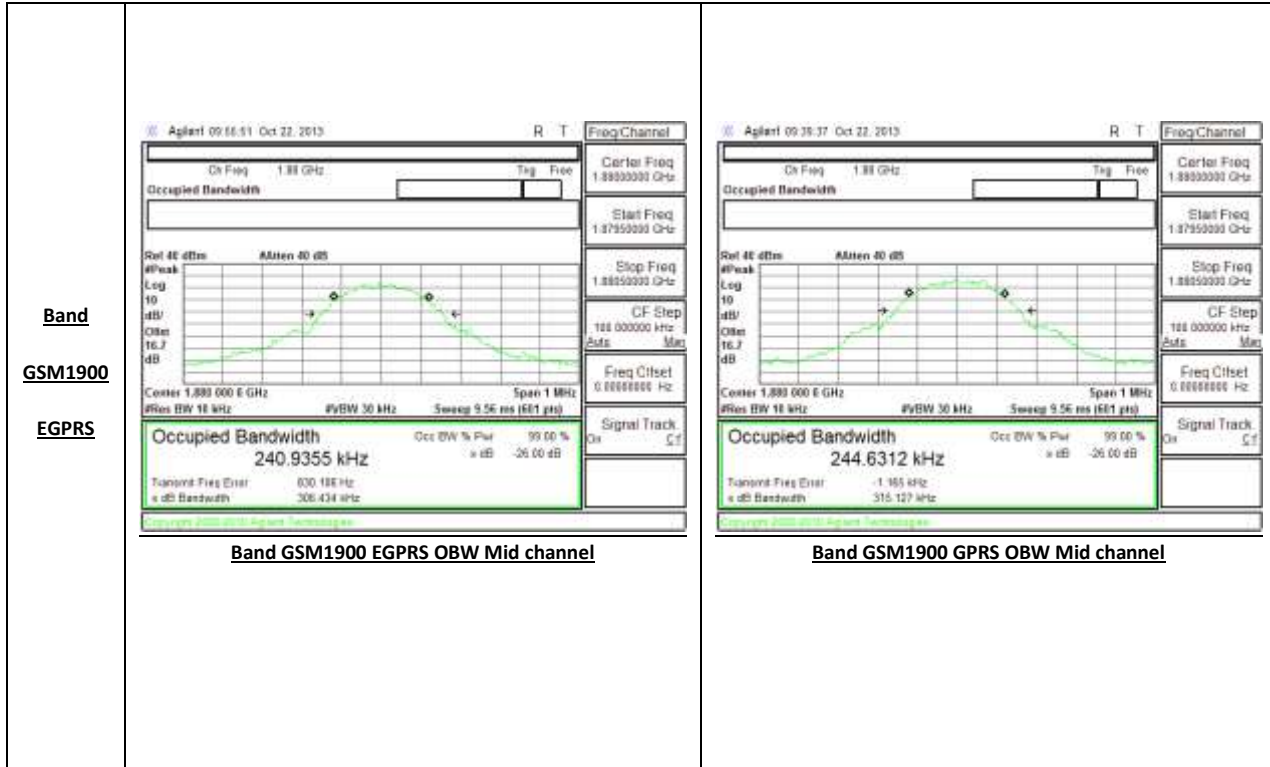 Band
GSM1900
EGPRS
Agilent Oct 22, 2013 R T
Ch Freq 1.88 GHz Trig Free
Occupied Bandwidth
Ref 40 dBm #Atten 40 dB
#Peak
Log
10
dB/
Offst
16.7
dB
Center 1.880 000 0 GHz Span 1 MHz
#Res BW 10 kHz #VBW 30 kHz Sweep 9.56 ms (601 pts)
Occupied Bandwidth Occ BW % Pwr 99.00 %
240.9355 kHz x dB -26.00 dB
Transmit Freq Error
x dB Bandwidth 306.434 kHz
Copyright 2000-2010 Agilent Technologies
Freq/Channel
Center Freq
1.88000000 GHz
Start Freq
1.87950000 GHz
Stop Freq
1.88050000 GHz
CF Step
100.000000 kHz
Auto Man
Freq Offset
0.00000000 Hz
Signal Track
On Off
Band GSM1900 EGPRS OBW Mid channel
Agilent 09:39:37 Oct 22, 2013 R T
Ch Freq 1.88 GHz Trig Free
Occupied Bandwidth
Ref 40 dBm #Atten 40 dB
#Peak
Log
10
dB/
Offst
16.7
dB
Center 1.880 000 0 GHz Span 1 MHz
#Res BW 10 kHz #VBW 30 kHz Sweep 9.56 ms (601 pts)
Occupied Bandwidth Occ BW % Pwr 99.00 %
244.6312 kHz x dB -26.00 dB
Transmit Freq Error -1.165 kHz
x dB Bandwidth 315.127 kHz
Copyright 2000-2010 Agilent Technologies
Freq/Channel
Center Freq
1.88000000 GHz
Start Freq
1.87950000 GHz
Stop Freq
1.88050000 GHz
CF Step
100.000000 kHz
Auto Man
Freq Offset
0.00000000 Hz
Signal Track
On Off
Band GSM1900 GPRS OBW Mid channel